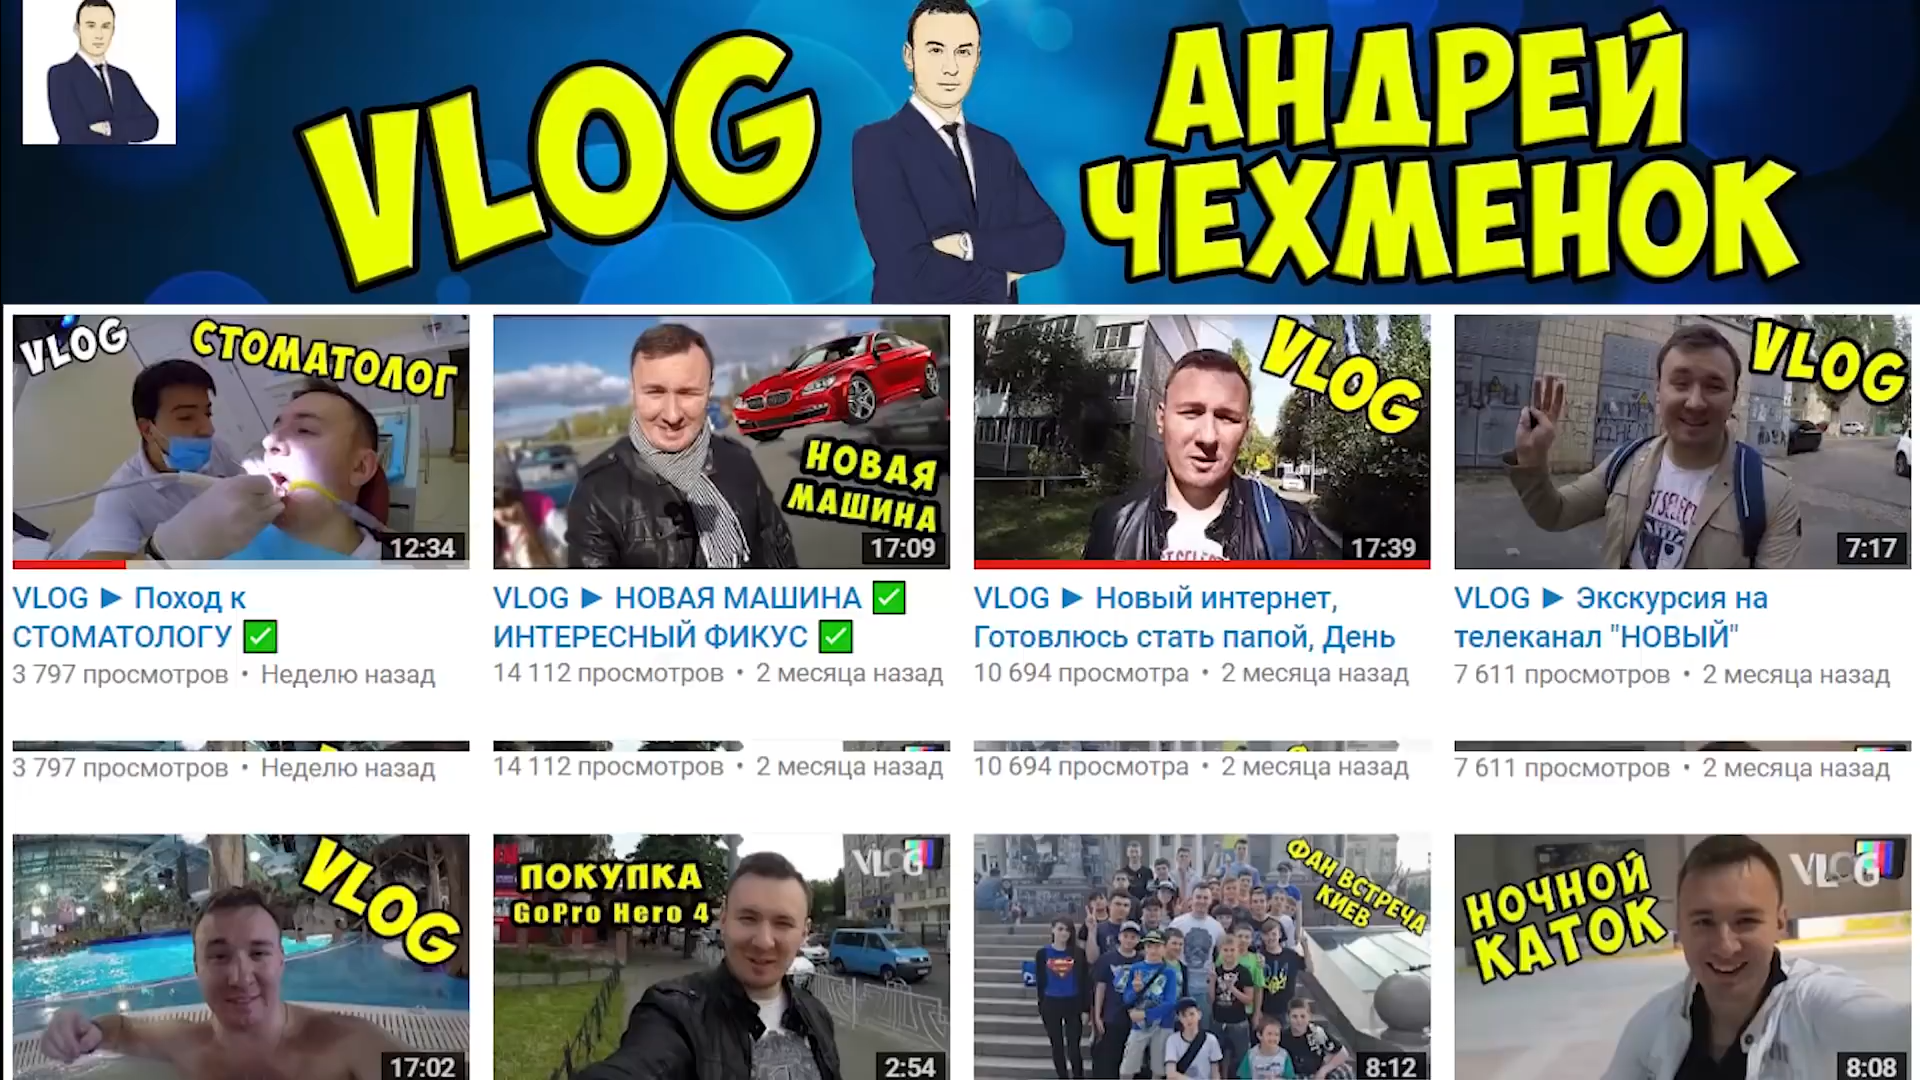 VLOG
АНДРЕЙ
ЧЕХМЕНОК
VLOG
СТОМАТОЛОГ
12:34
НОВАЯ
МАШИНА
17:09
VLOG
17:39
VLOG
7:17
VLOG ► Поход к
СТОМАТОЛОГУ ✅
3 797 просмотров • Неделю назад
VLOG ► НОВАЯ МАШИНА ✅
ИНТЕРЕСНЫЙ ФИКУС ✅
14 112 просмотров • 2 месяца назад
VLOG ► Новый интернет,
Готовлюсь стать папой, День
10 694 просмотра • 2 месяца назад
VLOG ► Экскурсия на
телеканал "НОВЫЙ"
7 611 просмотров • 2 месяца назад
3 797 просмотров • Неделю назад
14 112 просмотров • 2 месяца назад
10 694 просмотра • 2 месяца назад
7 611 просмотров • 2 месяца назад
VLOG
17:02
ПОКУПКА
GoPro Hero 4
VLOG
2:54
ФАН ВСТРЕЧА
КИЕВ
8:12
НОЧНОЙ
КАТОК
VLOG
8:08